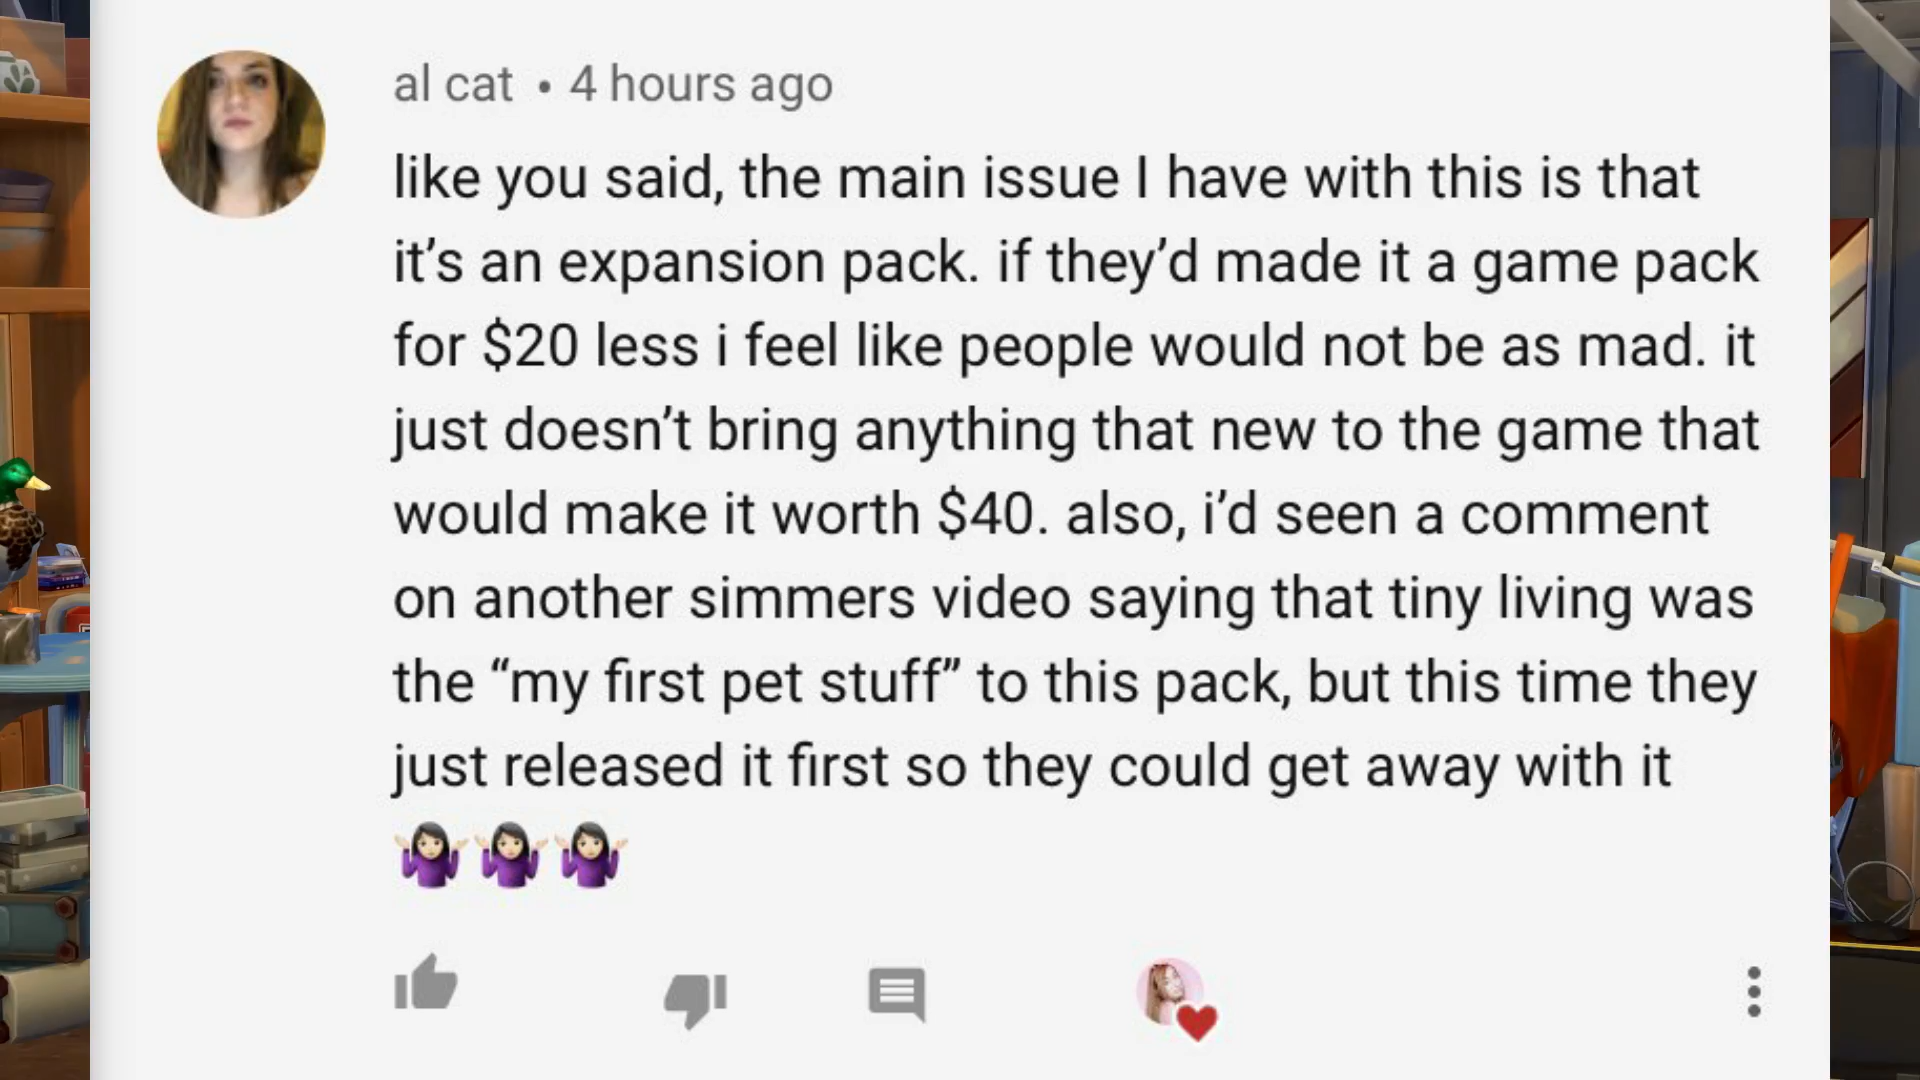 al cat • 4 hours ago
like you said, the main issue I have with this is that
it’s an expansion pack. if they’d made it a game pack
for $20 less i feel like people would not be as mad. it
just doesn’t bring anything that new to the game that
would make it worth $40. also, i’d seen a comment
on another simmers video saying that tiny living was
the “my first pet stuff” to this pack, but this time they
just released it first so they could get away with it
🤷🏻‍♀️🤷🏻‍♀️🤷🏻‍♀️